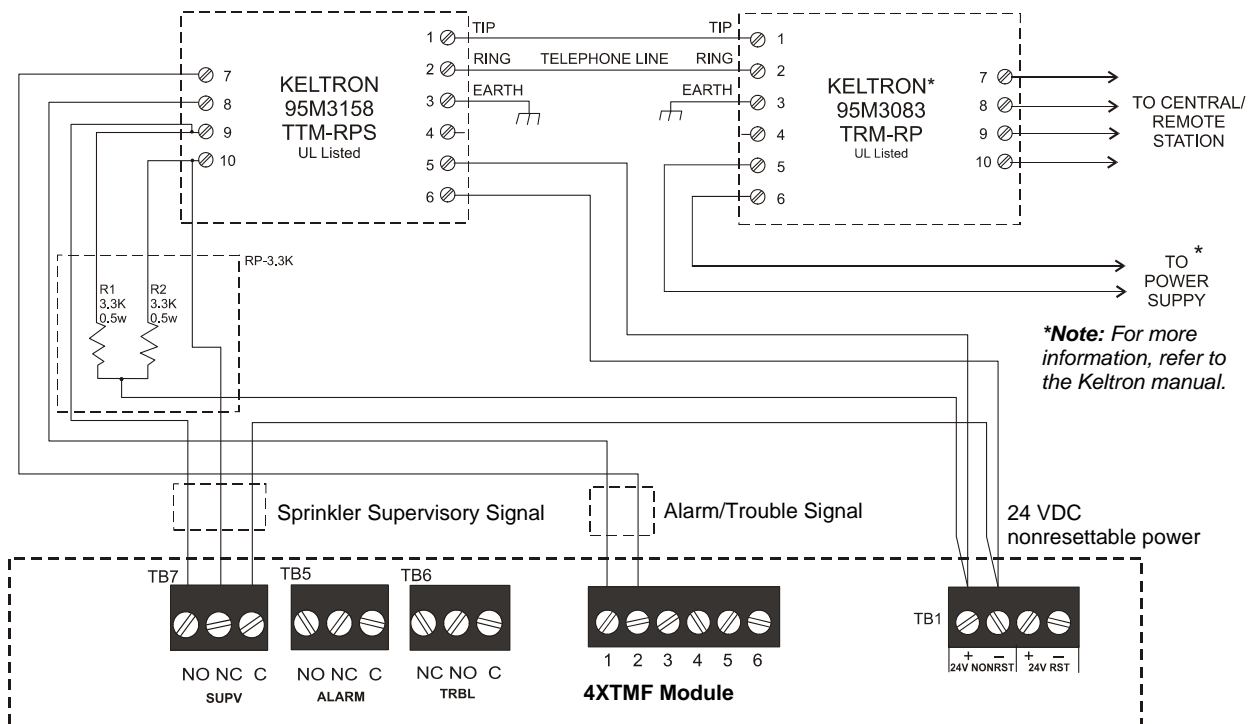 TIP
TIP
1
1
RING
TELEPHONE LINE
RING
2
2
EARTH
EARTH
3
3
4
4
5
5
6
6
7
8
9
10
KELTRON
95M3158
TTM-RPS
UL Listed
KELTRON*
95M3083
TRM-RP
UL Listed
7
8
9
10
TO CENTRAL/
REMOTE
STATION
RP-3.3K
R1
3.3K
0.5w
R2
3.3K
0.5w
TO *
POWER
SUPPY
*Note: For more
information, refer to
the Keltron manual.
Sprinkler Supervisory Signal
Alarm/Trouble Signal
24 VDC
nonresettable power
TB7
TB5
TB6
TB1
NO NC C
SUPV
NO NC C
ALARM
NC NO C
TRBL
1 2 3 4 5 6
4XTMF Module
+ − + −
24V NONRST 24V RST